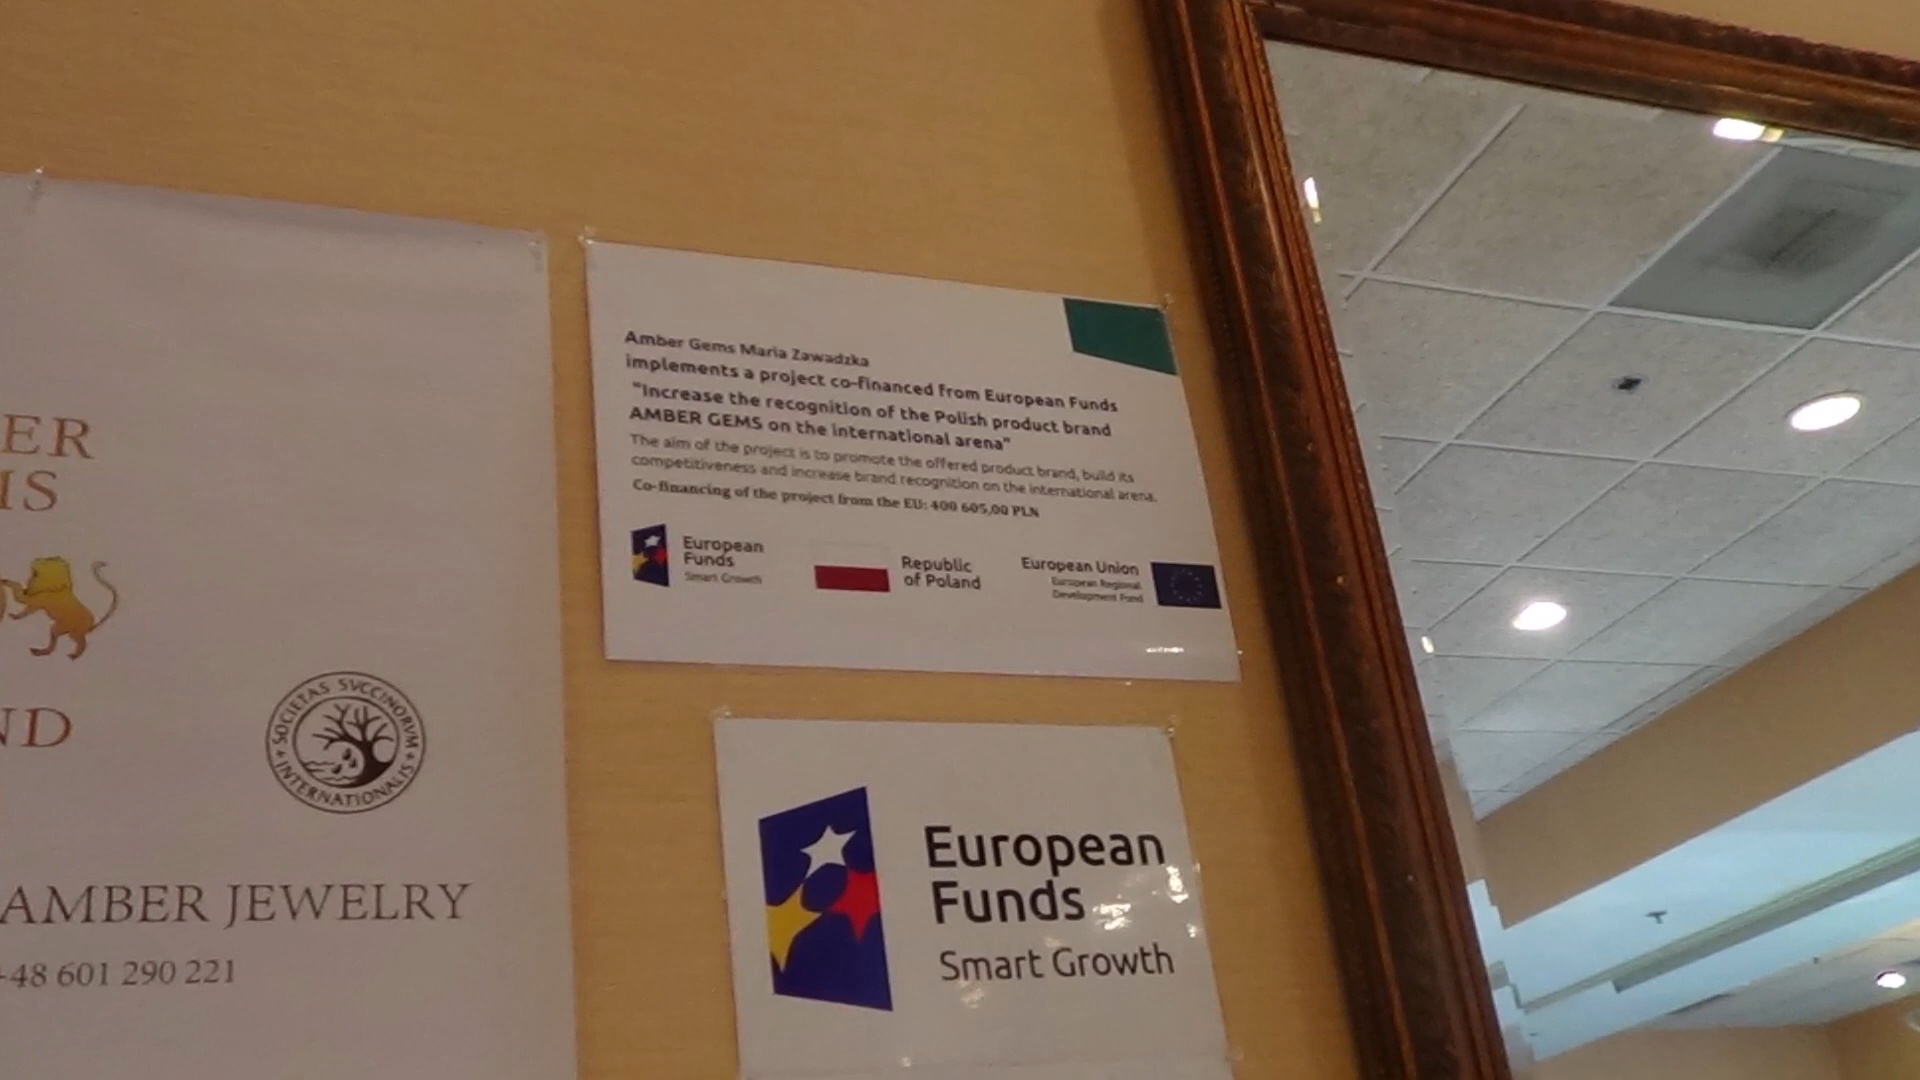 ER
MS
ND
SOCIETAS SVCCINORVM
INTERNATIONALIS
AMBER JEWELRY
+48 601 290 221
Amber Gems Maria Zawadzka
implements a project co-financed from European Funds
"Increase the recognition of the Polish product brand
AMBER GEMS on the international arena"
The aim of the project is to promote the offered product brand, build its
competitiveness and increase brand recognition on the international arena.
Co-financing of the project from the EU: 400 605,00 PLN
European
Funds
Smart Growth
Republic
of Poland
European Union
European Regional
Development Fund
European
Funds
Smart Growth